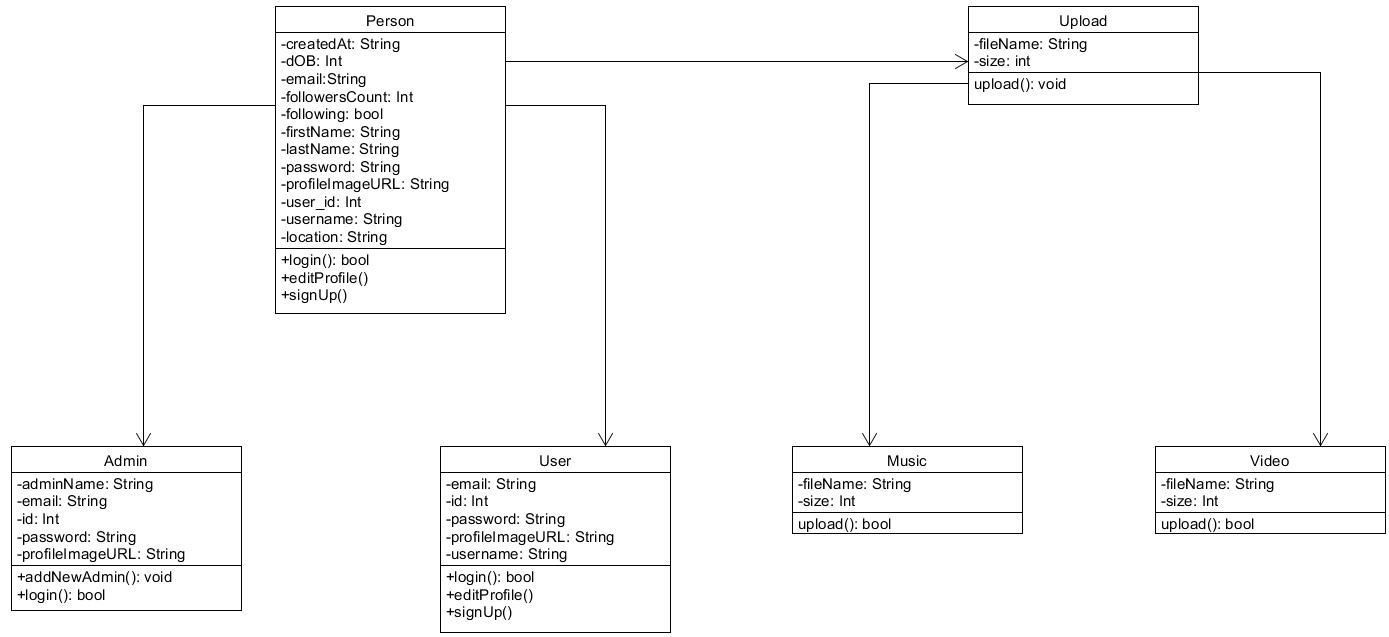 Person
-createdAt: String
-dOB: Int
-email:String
-followersCount: Int
-following: bool
-firstName: String
-lastName: String
-password: String
-profileImageURL: String
-user_id: Int
-username: String
-location: String
+login(): bool
+editProfile()
+signUp()
Upload
-fileName: String
-size: int
upload(): void
Admin
-adminName: String
-email: String
-id: Int
-password: String
-profileImageURL: String
+addNewAdmin(): void
+login(): bool
User
-email: String
-id: Int
-password: String
-profileImageURL: String
-username: String
+login(): bool
+editProfile()
+signUp()
Music
-fileName: String
-size: Int
upload(): bool
Video
-fileName: String
-size: Int
upload(): bool